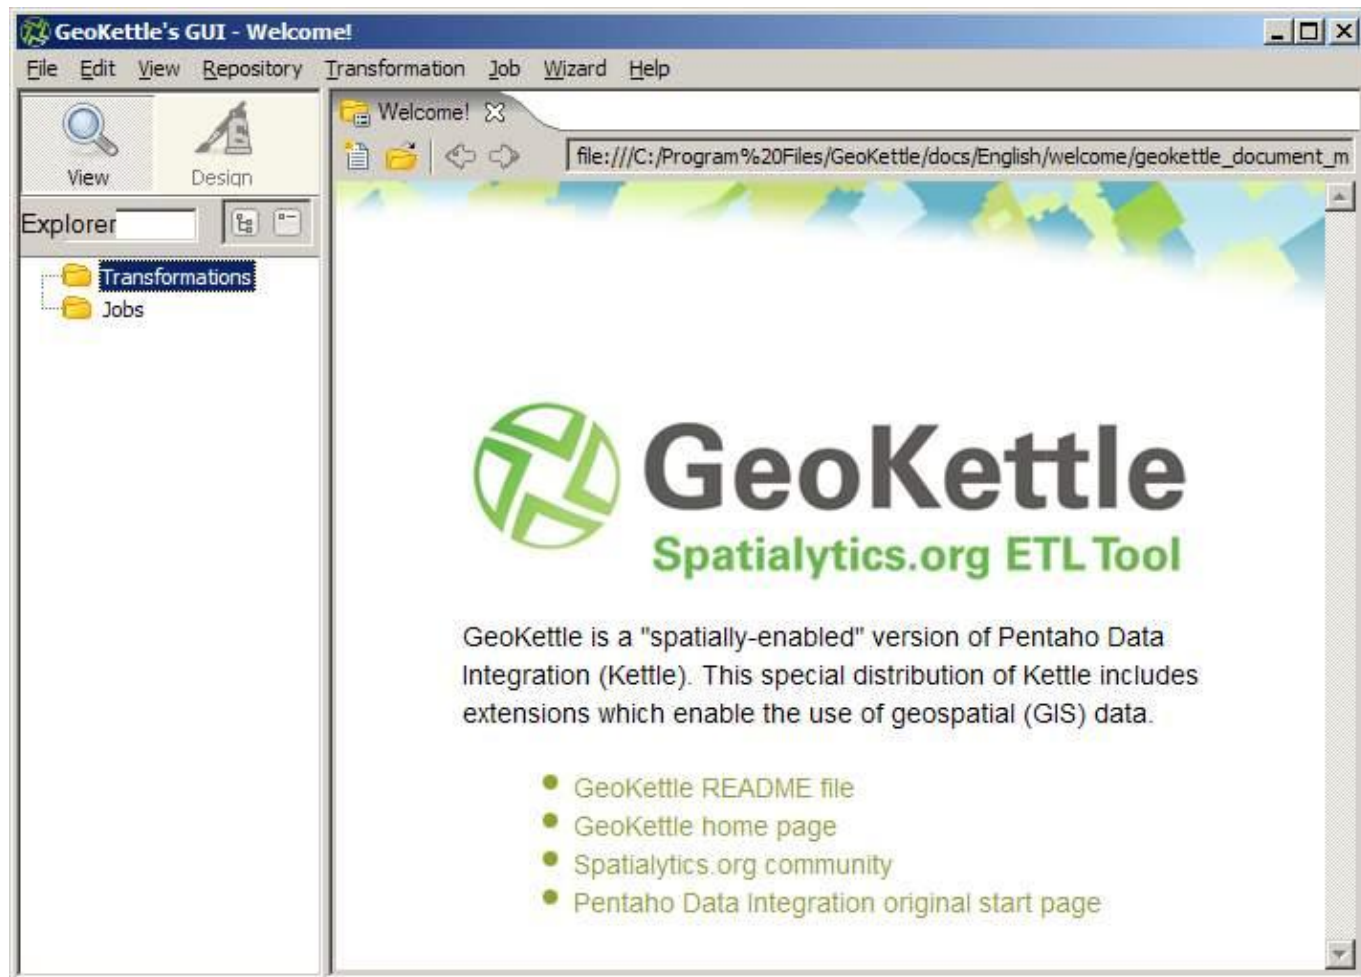 GeoKettle's GUI - Welcome!
File Edit View Repository Transformation Job Wizard Help
View Design
Explorer
Transformations
Jobs
Welcome!
file:///C:/Program%20Files/GeoKettle/docs/English/welcome/geokettle_document_m
GeoKettle
Spatialytics.org ETL Tool
GeoKettle is a "spatially-enabled" version of Pentaho Data
Integration (Kettle). This special distribution of Kettle includes
extensions which enable the use of geospatial (GIS) data.
GeoKettle README file
GeoKettle home page
Spatialytics.org community
Pentaho Data Integration original start page